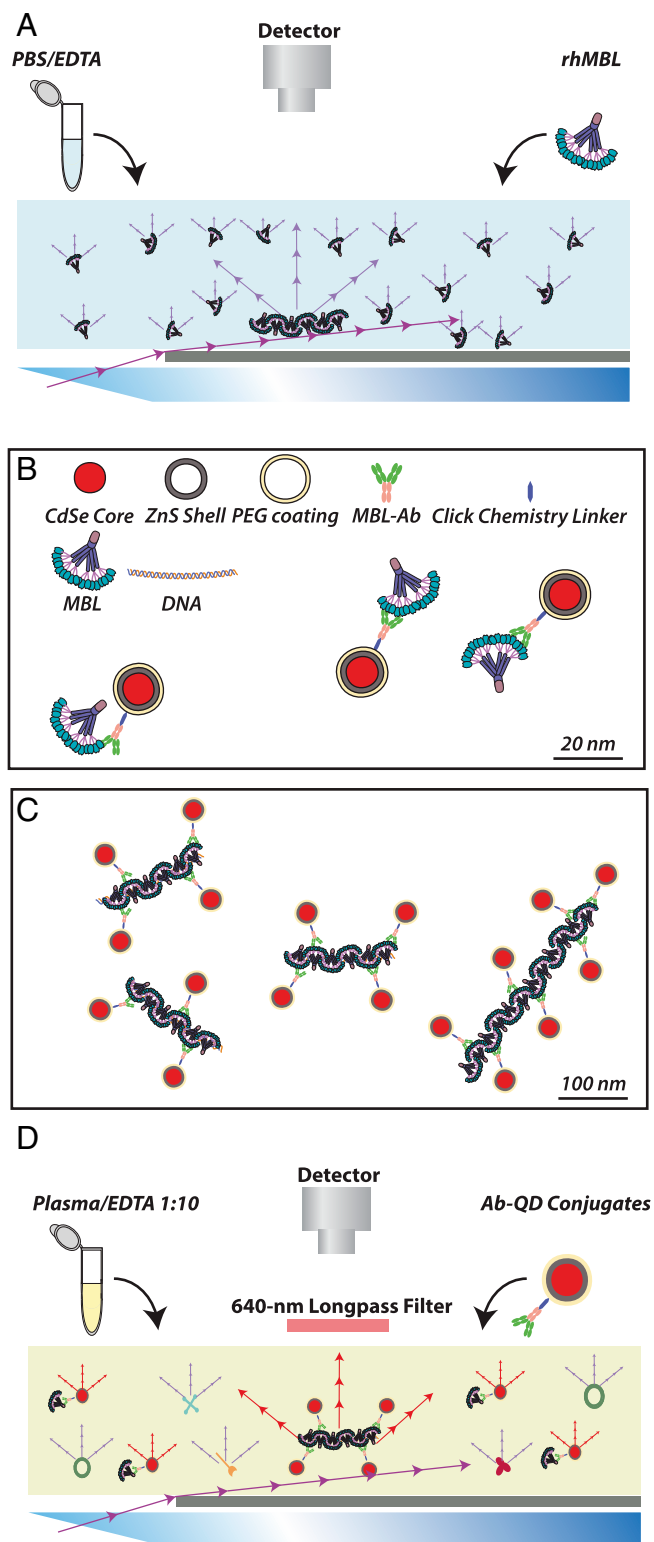 A
Detector
PBS/EDTA
rhMBL
B
CdSe Core ZnS Shell PEG coating MBL-Ab Click Chemistry Linker
MBL DNA
20 nm
C
100 nm
D
Detector
Plasma/EDTA 1:10
Ab-QD Conjugates
640-nm Longpass Filter